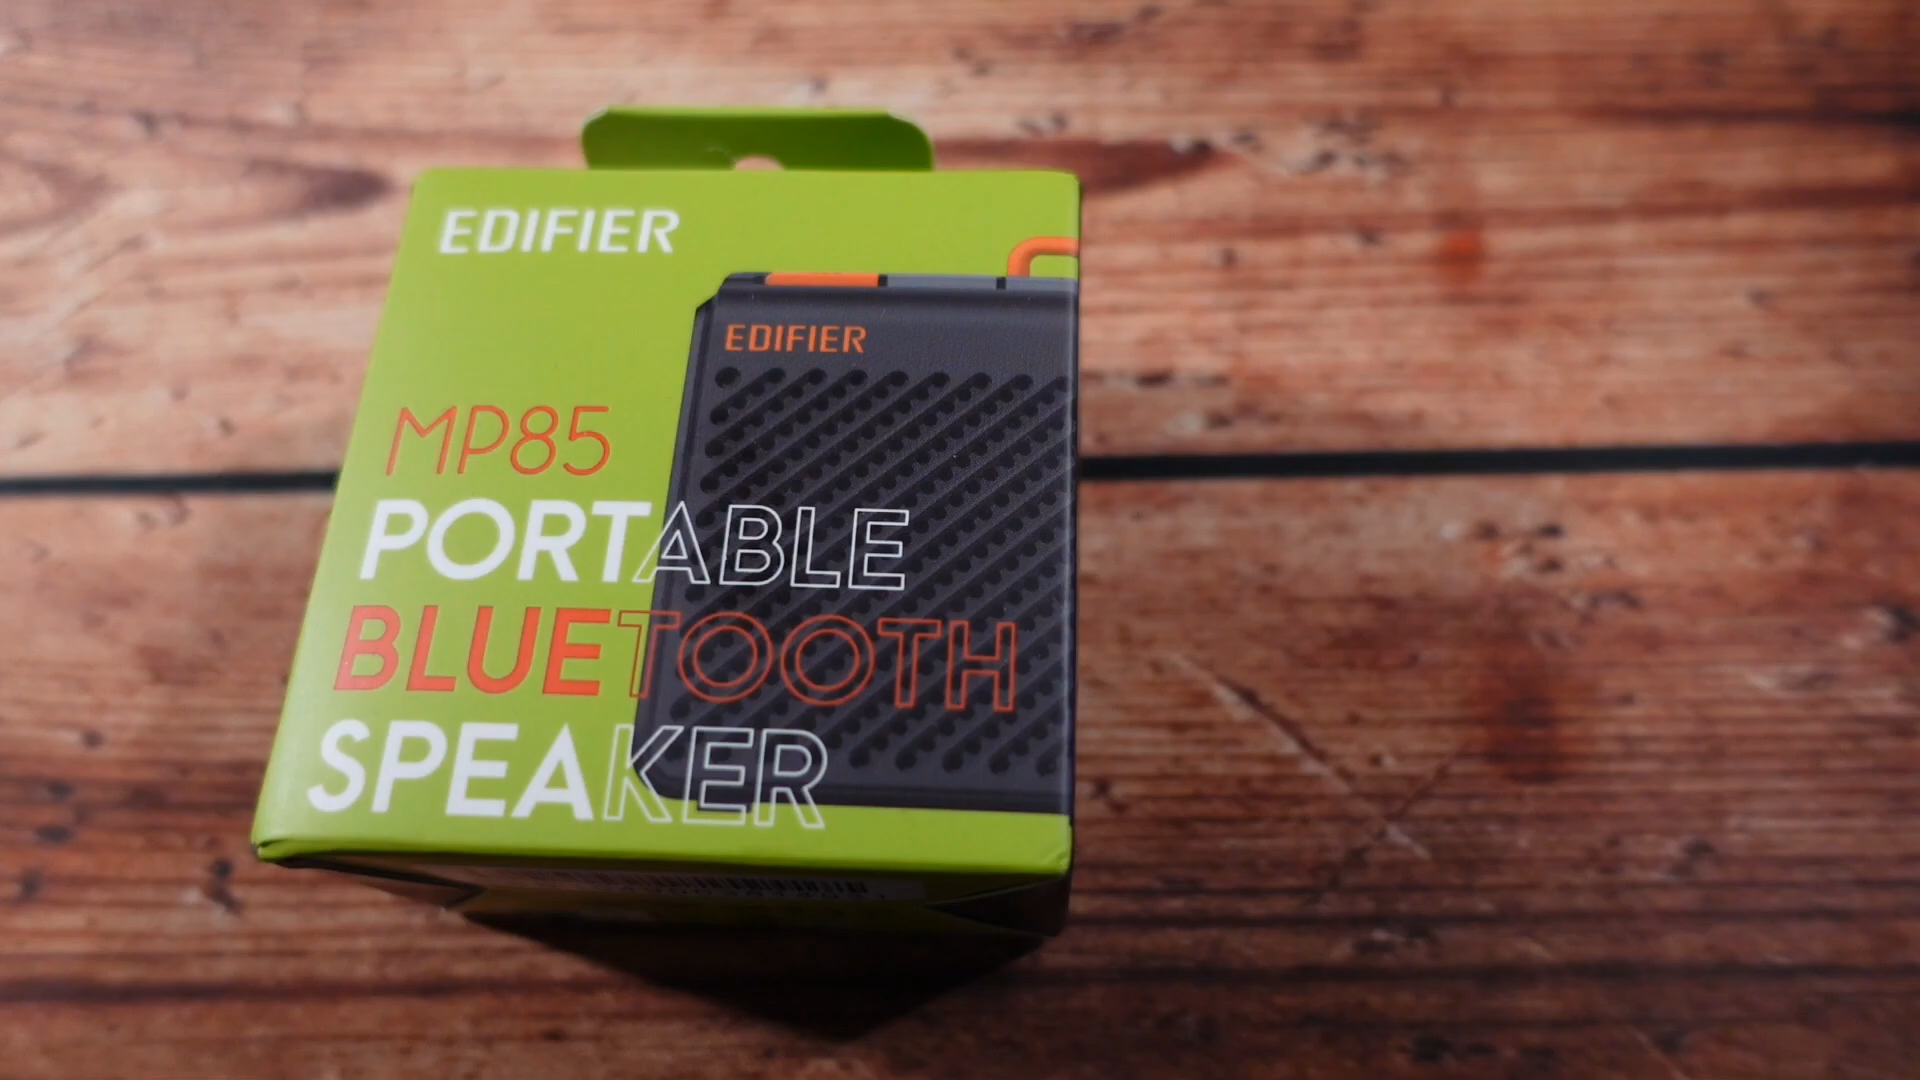 EDIFIER
EDIFIER
MP85
PORTABLE
BLUETOOTH
SPEAKER